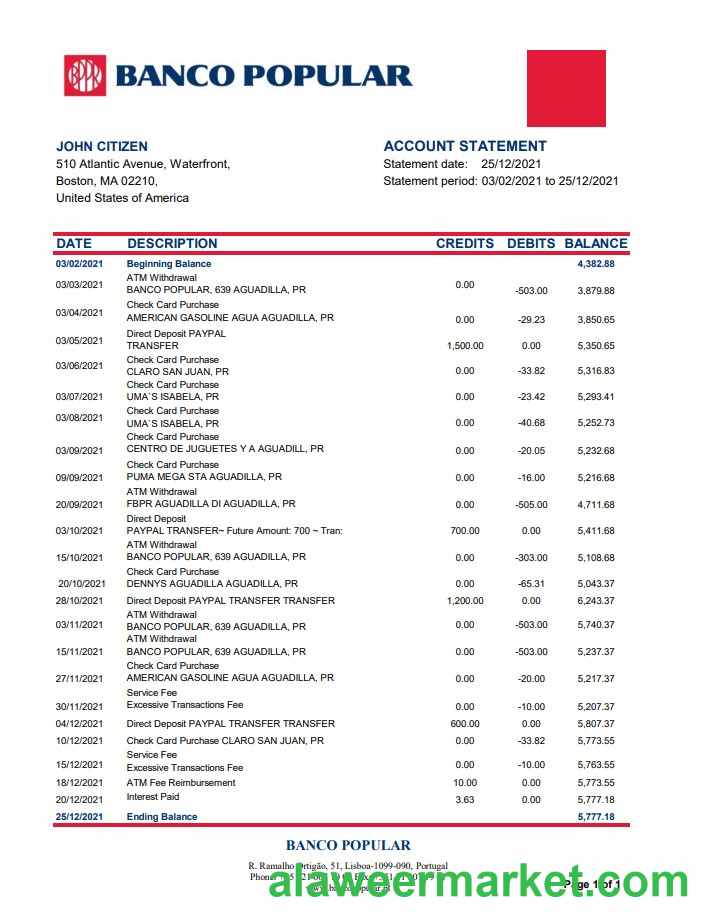 BPPR BANCO POPULAR
JOHN CITIZEN
510 Atlantic Avenue, Waterfront,
Boston, MA 02210,
United States of America
ACCOUNT STATEMENT
Statement date: 25/12/2021
Statement period: 03/02/2021 to 25/12/2021
DATE DESCRIPTION CREDITS DEBITS BALANCE
03/02/2021 Beginning Balance 4,382.88
ATM Withdrawal
03/03/2021 BANCO POPULAR, 639 AGUADILLA, PR 0.00 -503.00 3,879.88
Check Card Purchase
03/04/2021 AMERICAN GASOLINE AGUA AGUADILLA, PR 0.00 -29.23 3,850.65
Direct Deposit PAYPAL
03/05/2021 TRANSFER 1,500.00 0.00 5,350.65
Check Card Purchase
03/06/2021 CLARO SAN JUAN, PR 0.00 -33.82 5,316.83
Check Card Purchase
03/07/2021 UMA`S ISABELA, PR 0.00 -23.42 5,293.41
Check Card Purchase
03/08/2021 UMA`S ISABELA, PR 0.00 -40.68 5,252.73
Check Card Purchase
03/09/2021 CENTRO DE JUGUETES Y A AGUADILL, PR 0.00 -20.05 5,232.68
Check Card Purchase
09/09/2021 PUMA MEGA STA AGUADILLA, PR 0.00 -16.00 5,216.68
ATM Withdrawal
20/09/2021 FBPR AGUADILLA DI AGUADILLA, PR 0.00 -505.00 4,711.68
Direct Deposit
03/10/2021 PAYPAL TRANSFER~ Future Amount: 700 ~ Tran: 700.00 0.00 5,411.68
ATM Withdrawal
15/10/2021 BANCO POPULAR, 639 AGUADILLA, PR 0.00 -303.00 5,108.68
Check Card Purchase
20/10/2021 DENNYS AGUADILLA AGUADILLA, PR 0.00 -65.31 5,043.37
28/10/2021 Direct Deposit PAYPAL TRANSFER TRANSFER 1,200.00 0.00 6,243.37
ATM Withdrawal
03/11/2021 BANCO POPULAR, 639 AGUADILLA, PR 0.00 -503.00 5,740.37
ATM Withdrawal
15/11/2021 BANCO POPULAR, 639 AGUADILLA, PR 0.00 -503.00 5,237.37
Check Card Purchase
27/11/2021 AMERICAN GASOLINE AGUA AGUADILLA, PR 0.00 -20.00 5,217.37
Service Fee
30/11/2021 Excessive Transactions Fee 0.00 -10.00 5,207.37
04/12/2021 Direct Deposit PAYPAL TRANSFER TRANSFER 600.00 0.00 5,807.37
10/12/2021 Check Card Purchase CLARO SAN JUAN, PR 0.00 -33.82 5,773.55
Service Fee
15/12/2021 Excessive Transactions Fee 0.00 -10.00 5,763.55
18/12/2021 ATM Fee Reimbursement 10.00 0.00 5,773.55
20/12/2021 Interest Paid 3.63 0.00 5,777.18
25/12/2021 Ending Balance 5,777.18
BANCO POPULAR
R. Ramalho Ortigão, 51, Lisboa-1099-090, Portugal
Page 1 of 1
alaweermarket.com